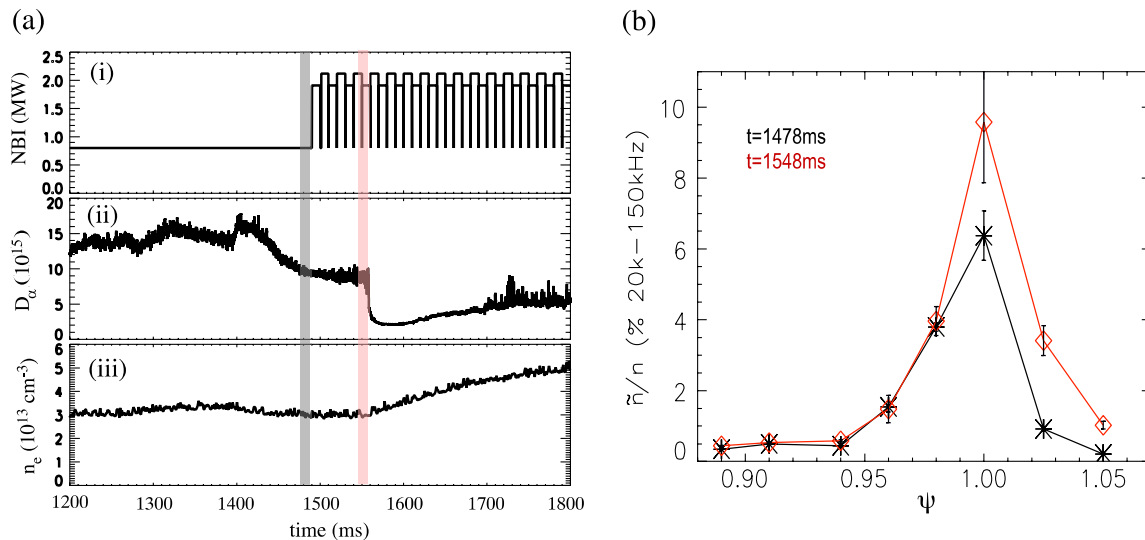 (a)
(i)
NBI (MW)
2.5
2.0
1.5
1.0
0.5
0.0
(ii)
Dα (10^15)
20
15
10
5
0
(iii)
ne (10^13 cm-3)
6
5
4
3
2
1
0
1200 1300 1400 1500 1600 1700 1800
time (ms)
(b)
t=1478ms
t=1548ms
ñ/n (% 20k-150kHz)
10
8
6
4
2
0
0.90 0.95 1.00 1.05
ψ